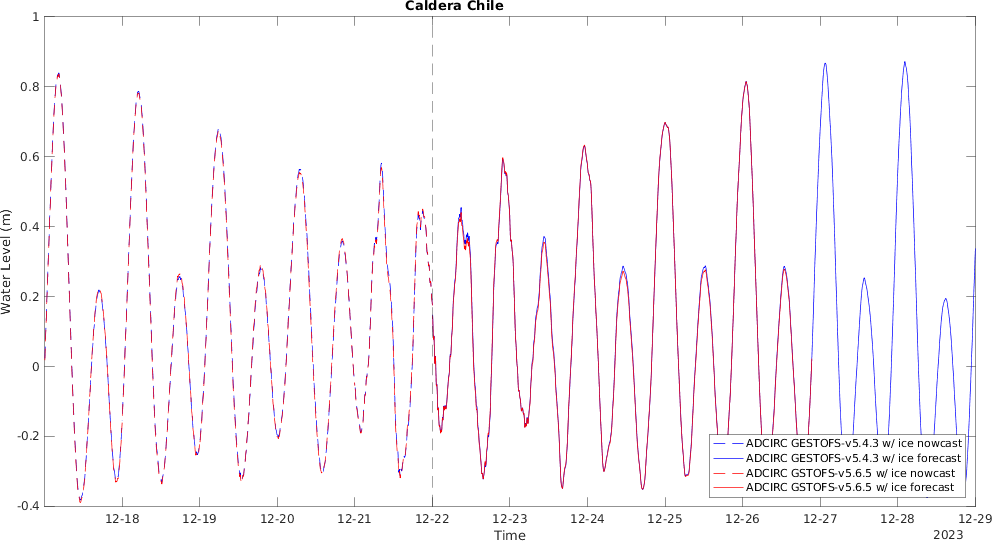 Caldera Chile
1
0.8
0.6
0.4
0.2
0
-0.2
-0.4
Water Level (m)
12-18 12-19 12-20 12-21 12-22 12-23 12-24 12-25 12-26 12-27 12-28 12-29
Time
2023
ADCIRC GESTOFS-v5.4.3 w/ ice nowcast
ADCIRC GESTOFS-v5.4.3 w/ ice forecast
ADCIRC GSTOFS-v5.6.5 w/ ice nowcast
ADCIRC GSTOFS-v5.6.5 w/ ice forecast